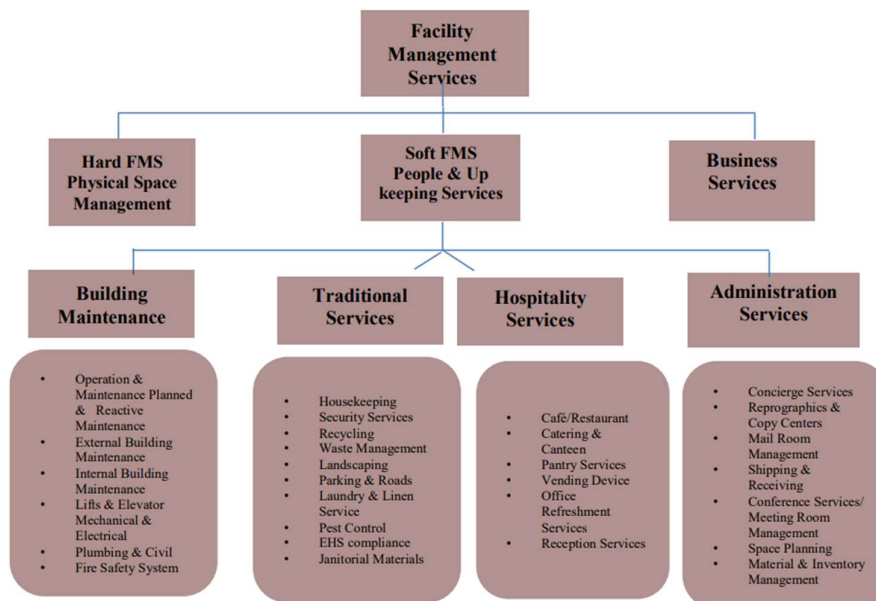 Facility
Management
Services
Hard FMS
Physical Space
Management
Soft FMS
People & Up
keeping Services
Business
Services
Building
Maintenance
Traditional
Services
Hospitality
Services
Administration
Services
• Operation &
Maintenance Planned
& Reactive
Maintenance
• External Building
Maintenance
• Internal Building
Maintenance
• Lifts & Elevator
Mechanical &
Electrical
• Plumbing & Civil
• Fire Safety System
• Housekeeping
• Security Services
• Recycling
• Waste Management
• Landscaping
• Parking & Roads
• Laundry & Linen
Service
• Pest Control
• EHS compliance
• Janitorial Materials
• Café/Restaurant
• Catering &
Canteen
• Pantry Services
• Vending Device
• Office
Refreshment
Services
• Reception Services
• Concierge Services
• Reprographics &
Copy Centers
• Mail Room
Management
• Shipping &
Receiving
• Conference Services/
Meeting Room
Management
• Space Planning
• Material & Inventory
Management